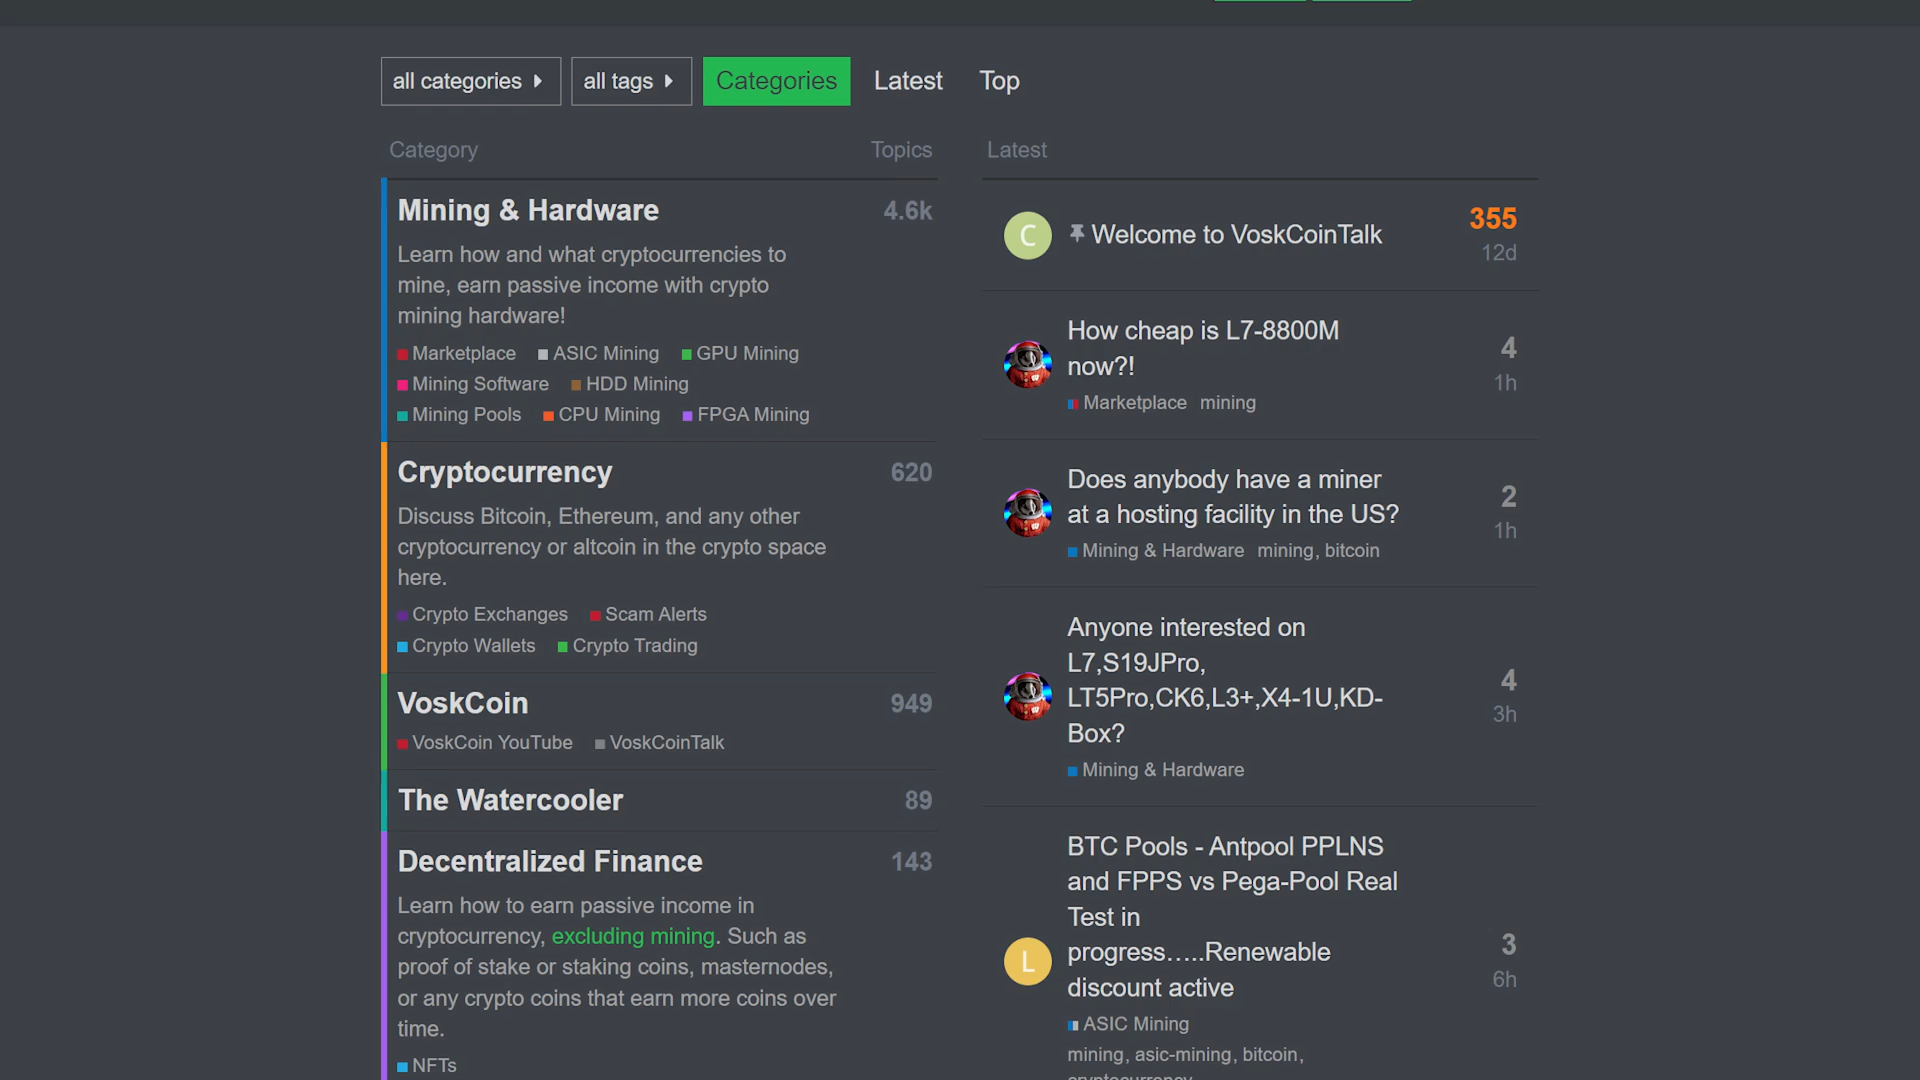 all categories
all tags
Categories
Latest
Top
Category
Topics
Mining & Hardware
4.6k
Learn how and what cryptocurrencies to
mine, earn passive income with crypto
mining hardware!
Marketplace ASIC Mining GPU Mining
Mining Software HDD Mining
Mining Pools CPU Mining FPGA Mining
Cryptocurrency
620
Discuss Bitcoin, Ethereum, and any other
cryptocurrency or altcoin in the crypto space
here.
Crypto Exchanges Scam Alerts
Crypto Wallets Crypto Trading
VoskCoin
949
VoskCoin YouTube VoskCoinTalk
The Watercooler
89
Decentralized Finance
143
Learn how to earn passive income in
cryptocurrency, excluding mining. Such as
proof of stake or staking coins, masternodes,
or any crypto coins that earn more coins over
time.
NFTs
Latest
C
Welcome to VoskCoinTalk
355
12d
How cheap is L7-8800M
now?!
Marketplace mining
4
1h
Does anybody have a miner
at a hosting facility in the US?
Mining & Hardware mining, bitcoin
2
1h
Anyone interested on
L7,S19JPro,
LT5Pro,CK6,L3+,X4-1U,KD-
Box?
Mining & Hardware
4
3h
L
BTC Pools - Antpool PPLNS
and FPPS vs Pega-Pool Real
Test in
progress…..Renewable
discount active
ASIC Mining
mining, asic-mining, bitcoin,
3
6h